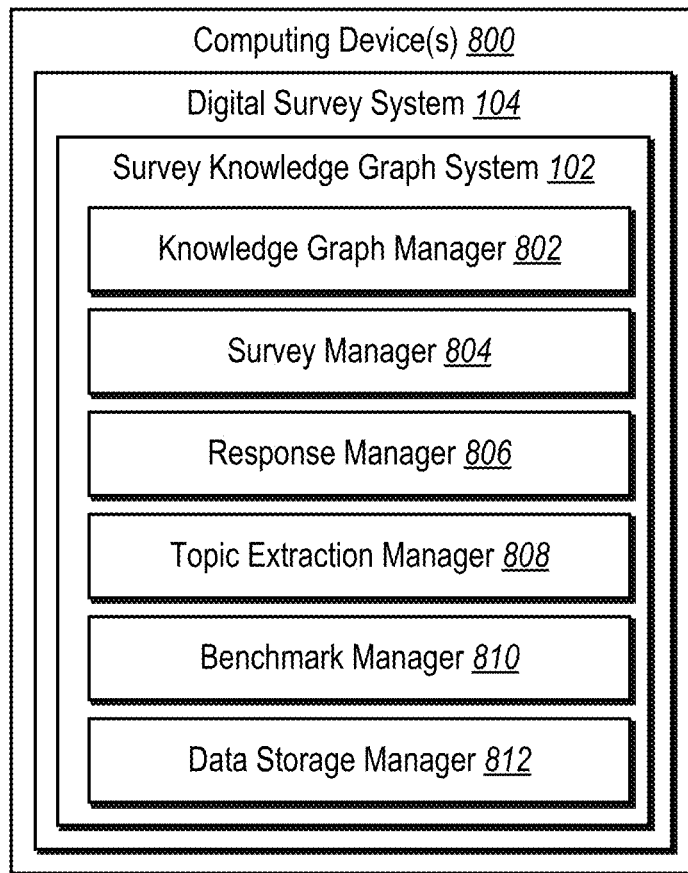 Computing Device(s) 800
Digital Survey System 104
Survey Knowledge Graph System 102
Knowledge Graph Manager 802
Survey Manager 804
Response Manager 806
Topic Extraction Manager 808
Benchmark Manager 810
Data Storage Manager 812